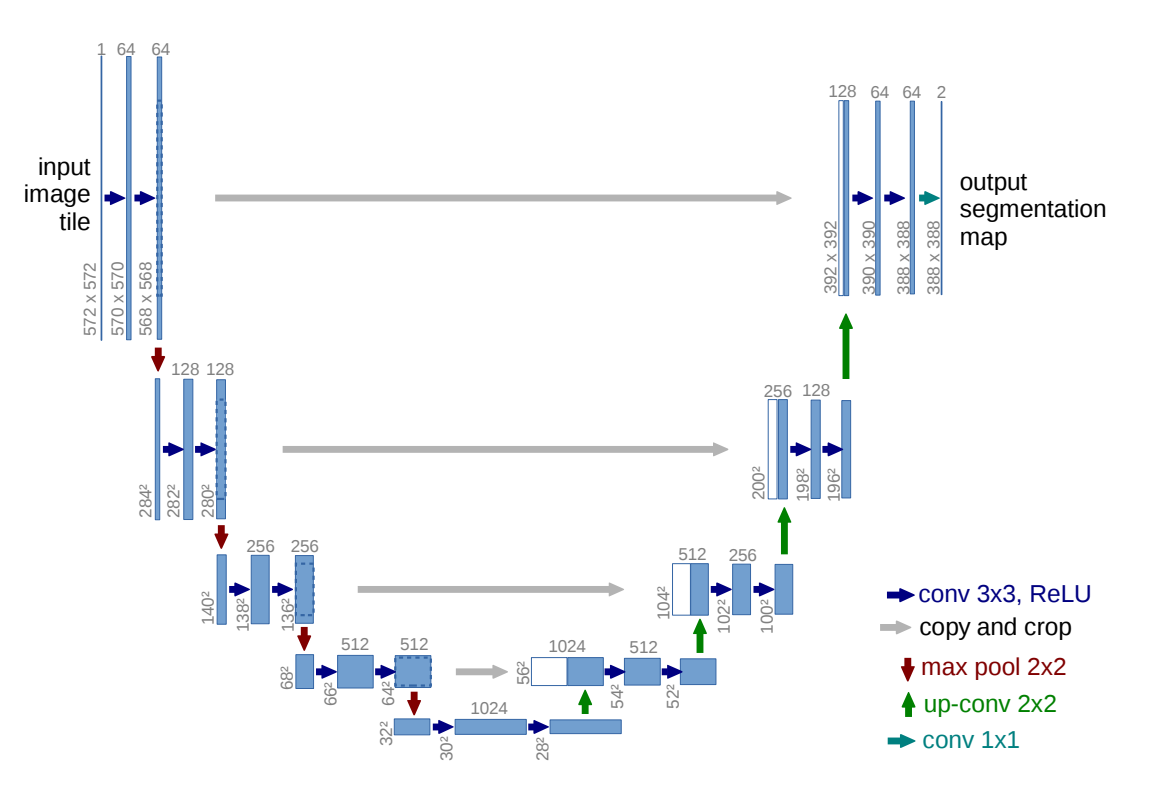 1 64 64
128 64 64 2
input
image
tile
output
segmentation
map
572 x 572
570 x 570
568 x 568
392 x 392
390 x 390
388 x 388
388 x 388
128 128
256 128
284²
282²
280²
200²
198²
196²
256 256
512 256
140²
138²
136²
104²
102²
100²
512 512
1024 512
68²
66²
64²
56²
54²
52²
1024
32²
30²
28²
conv 3x3, ReLU
copy and crop
max pool 2x2
up-conv 2x2
conv 1x1